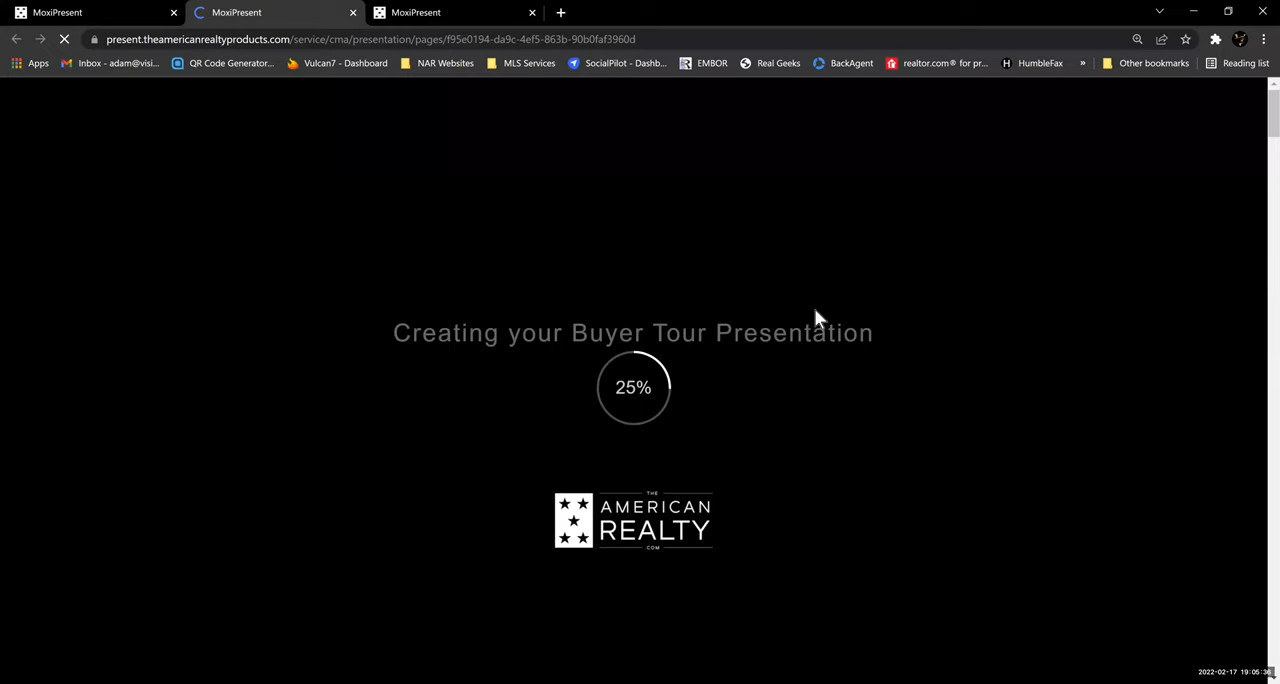 MoxiPresent
MoxiPresent
MoxiPresent
present.theamericanrealtyproducts.com/service/cma/presentation/pages/f95e0194-da9c-4ef5-863b-90b0faf3960d
Apps
Inbox - adam@visi...
QR Code Generator...
Vulcan7 - Dashboard
NAR Websites
MLS Services
SocialPilot - Dashb...
EMBOR
Real Geeks
BackAgent
realtor.com® for pr...
HumbleFax
»
Other bookmarks
Reading list
Creating your Buyer Tour Presentation
25%
THE
AMERICAN
REALTY
.COM
2022-02-17 19:05:36